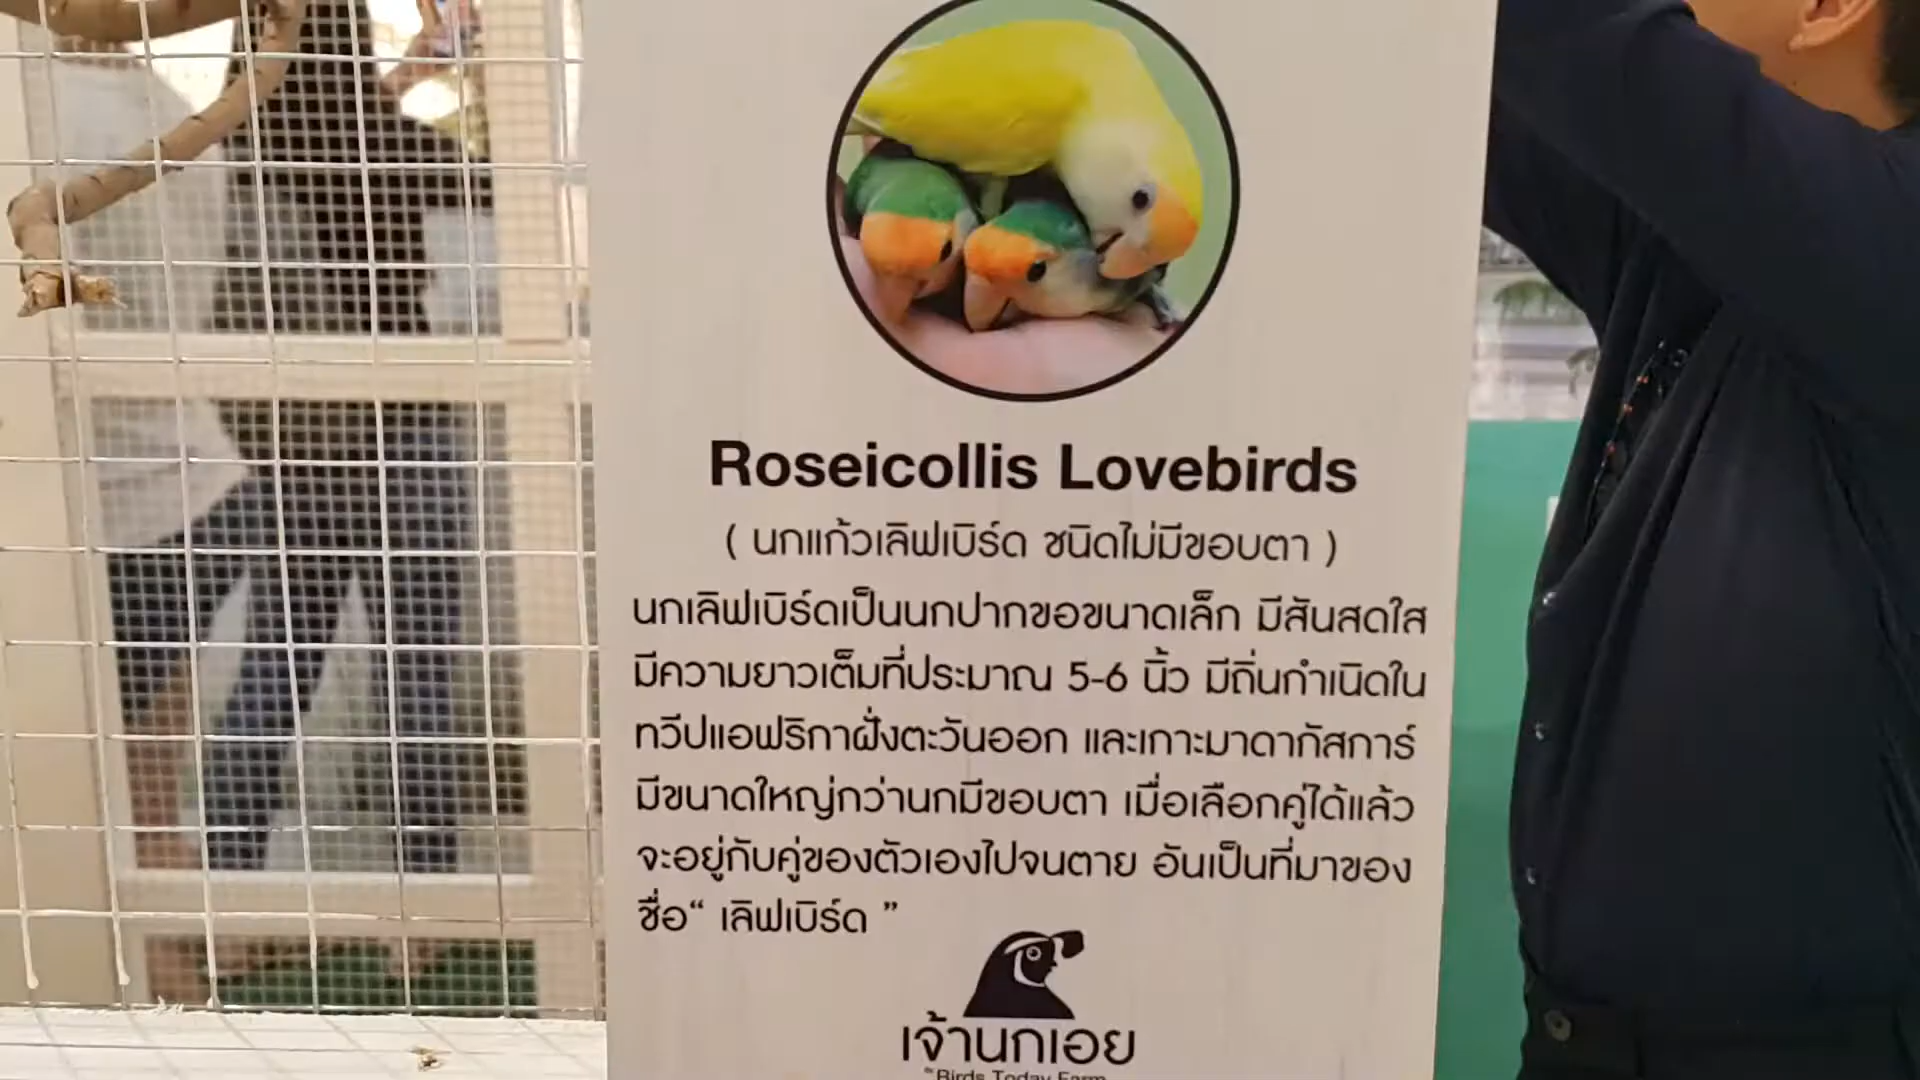 Roseicollis Lovebirds
( นกแก้วเลิฟเบิร์ด ชนิดไม่มีขอบตา )
นกเลิฟเบิร์ดเป็นนกปากขอขนาดเล็ก มีสันสดใส
มีความยาวเต็มที่ประมาณ 5-6 นิ้ว มีถิ่นกำเนิดใน
ทวีปแอฟริกาฝั่งตะวันออก และเกาะมาดากัสการ์
มีขนาดใหญ่กว่านกมีขอบตา เมื่อเลือกคู่ได้แล้ว
จะอยู่กับคู่ของตัวเองไปจนตาย อันเป็นที่มาของ
ชื่อ“ เลิฟเบิร์ด ”
เจ้านกเอย
Birds Today Farm